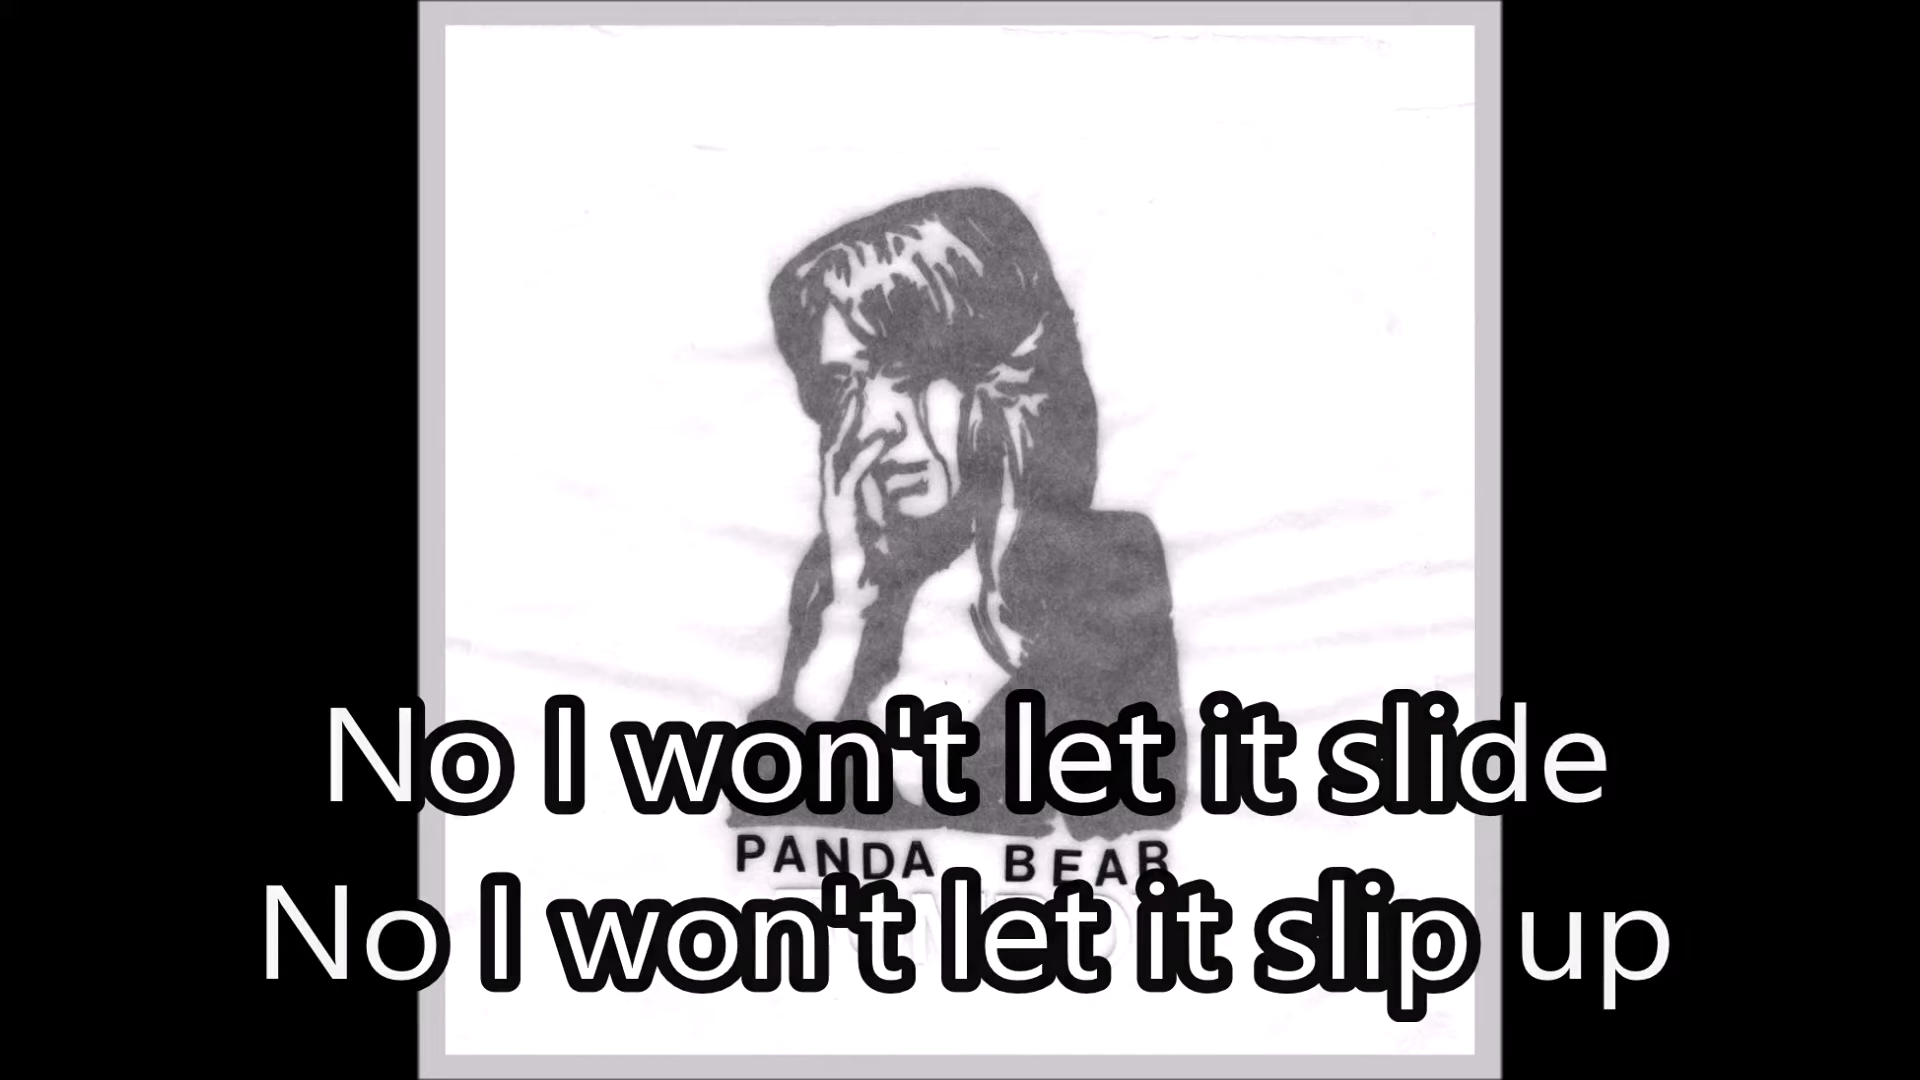 No I won't let it slide
PANDA BEAR
No I won't let it slip up